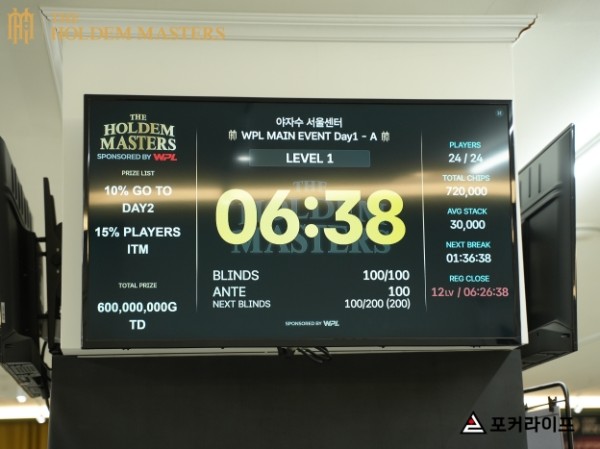 HOLDEM MASTERS
THE
HOLDEM
MASTERS
SPONSORED BY WPL
PRIZE LIST
10% GO TO
DAY2
15% PLAYERS
ITM
TOTAL PRIZE
600,000,000G
TD
야자수 서울센터
WPL MAIN EVENT Day1 - A
LEVEL 1
THE
HOLDEM
MASTERS
06:38
BLINDS 100/100
ANTE 100
NEXT BLINDS 100/200 (200)
SPONSORED BY WPL
PLAYERS
24 / 24
TOTAL CHIPS
720,000
AVG STACK
30,000
NEXT BREAK
01:36:38
REG CLOSE
12LV / 06:26:38
포커라이프